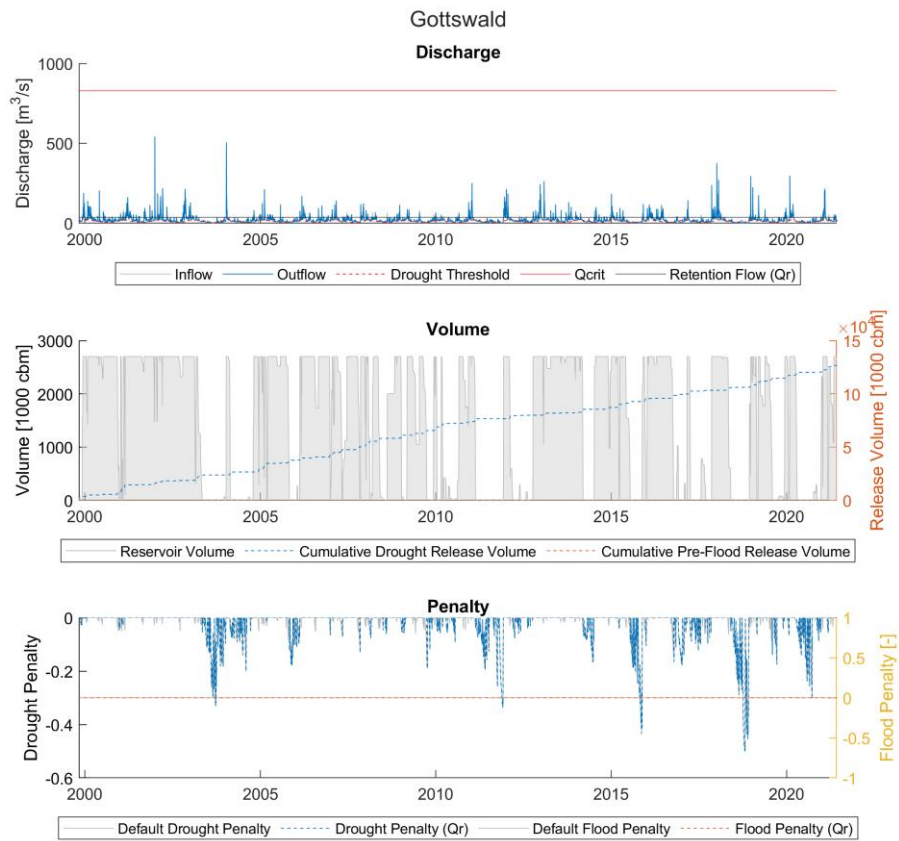 Gottswald
Discharge
1000
500
0
Discharge [m³/s]
2000 2005 2010 2015 2020
Inflow Outflow Drought Threshold Qcrit Retention Flow (Qr)
Volume
×10⁴
3000
2000
1000
0
Volume [1000 cbm]
15
10
5
0
Release Volume [1000 cbm]
2000 2005 2010 2015 2020
Reservoir Volume Cumulative Drought Release Volume Cumulative Pre-Flood Release Volume
Penalty
0
-0.2
-0.4
-0.6
Drought Penalty
1
0.5
0
-0.5
-1
Flood Penalty [-]
2000 2005 2010 2015 2020
Default Drought Penalty Drought Penalty (Qr) Default Flood Penalty Flood Penalty (Qr)